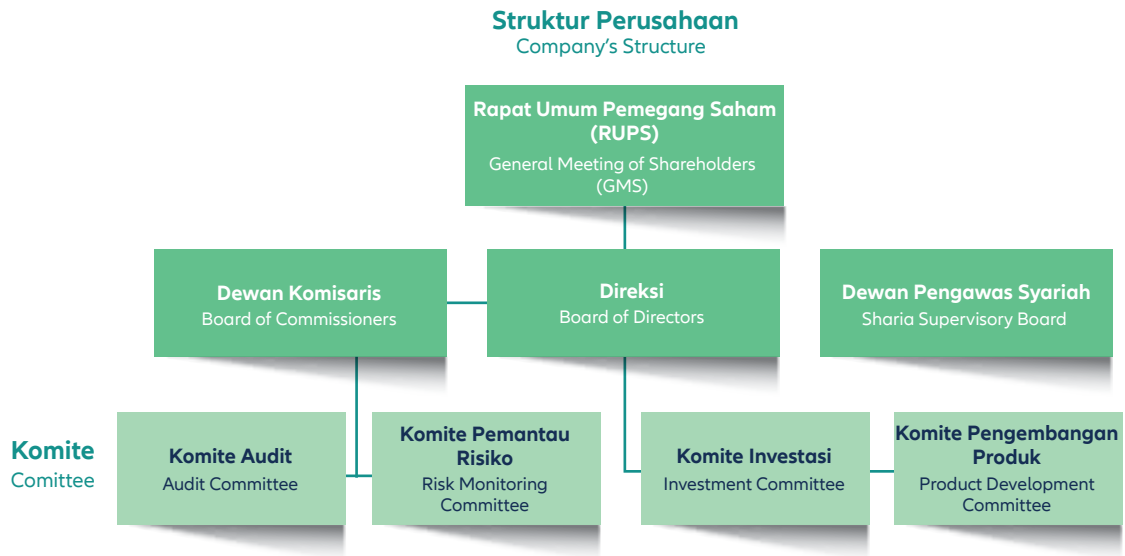 Struktur Perusahaan
Company’s Structure
Rapat Umum Pemegang Saham
(RUPS)
General Meeting of Shareholders
(GMS)
Dewan Komisaris
Board of Commissioners
Direksi
Board of Directors
Dewan Pengawas Syariah
Sharia Supervisory Board
Komite
Comittee
Komite Audit
Audit Committee
Komite Pemantau
Risiko
Risk Monitoring
Committee
Komite Investasi
Investment Committee
Komite Pengembangan
Produk
Product Development
Committee